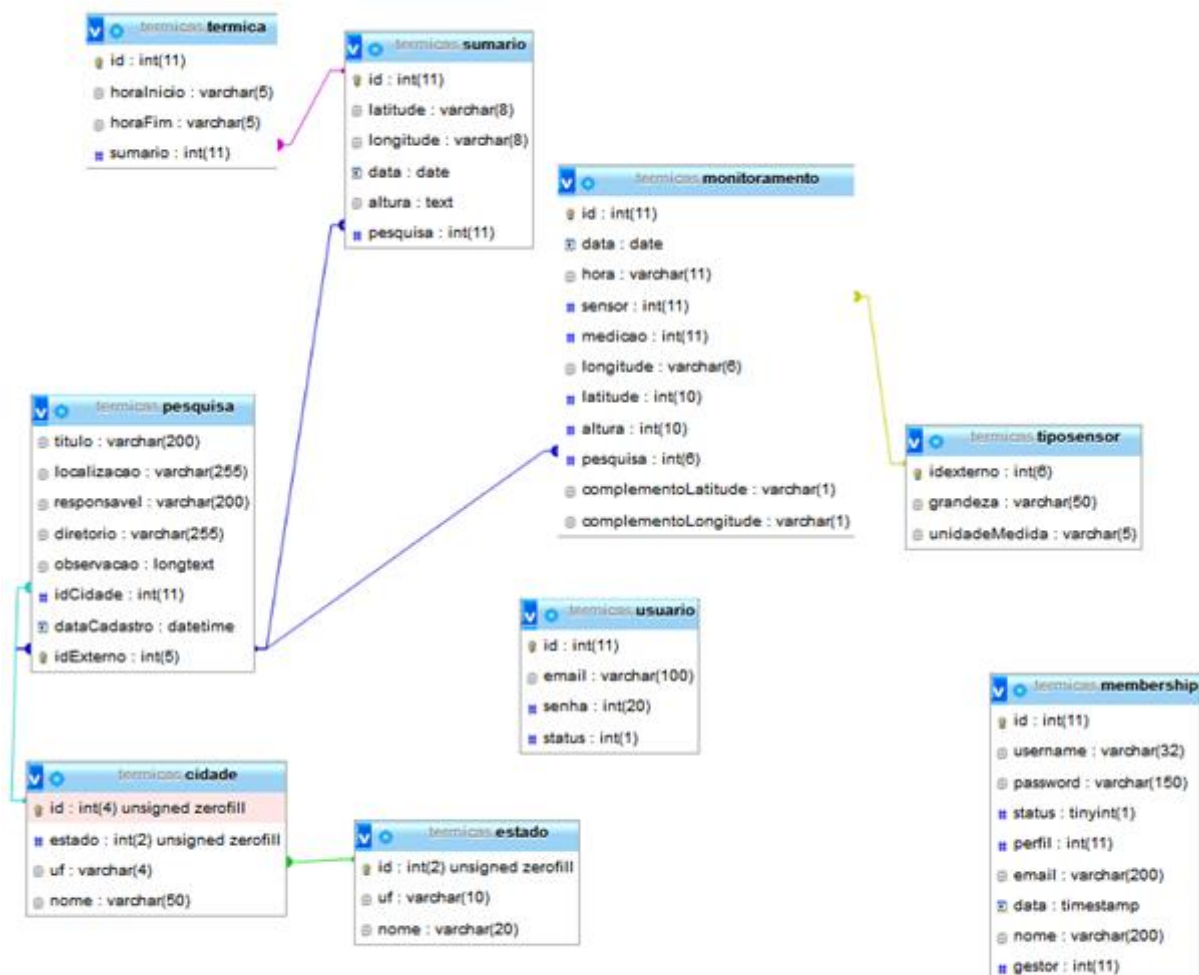 termicas.termica
id : int(11)
horaInicio : varchar(5)
horaFim : varchar(5)
sumario : int(11)
termicas.sumario
id : int(11)
latitude : varchar(8)
longitude : varchar(8)
data : date
altura : text
pesquisa : int(11)
termicas.monitoramento
id : int(11)
data : date
hora : varchar(11)
sensor : int(11)
medicao : int(11)
longitude : varchar(6)
latitude : int(10)
altura : int(10)
pesquisa : int(6)
complementoLatitude : varchar(1)
complementoLongitude : varchar(1)
termicas.pesquisa
titulo : varchar(200)
localizacao : varchar(255)
responsavel : varchar(200)
diretorio : varchar(255)
observacao : longtext
idCidade : int(11)
dataCadastro : datetime
idExterno : int(5)
termicas.tiposensor
idexterno : int(6)
grandeza : varchar(50)
unidadeMedida : varchar(5)
termicas.usuario
id : int(11)
email : varchar(100)
senha : int(20)
status : int(1)
termicas.membership
id : int(11)
username : varchar(32)
password : varchar(150)
status : tinyint(1)
perfil : int(11)
email : varchar(200)
data : timestamp
nome : varchar(200)
gestor : int(11)
termicas.cidade
id : int(4) unsigned zerofill
estado : int(2) unsigned zerofill
uf : varchar(4)
nome : varchar(50)
termicas.estado
id : int(2) unsigned zerofill
uf : varchar(10)
nome : varchar(20)